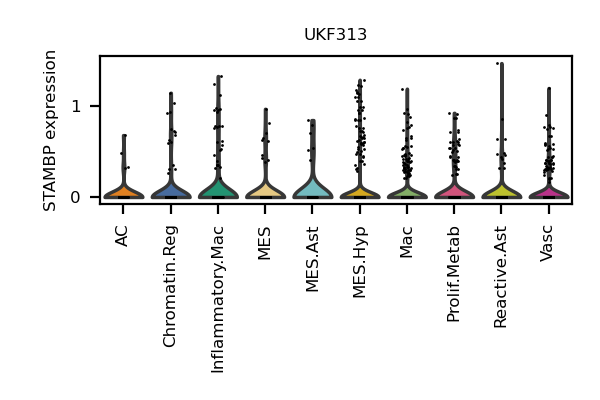 UKF313
STAMBP expression
1
0
AC
Chromatin.Reg
Inflammatory.Mac
MES
MES.Ast
MES.Hyp
Mac
Prolif.Metab
Reactive.Ast
Vasc